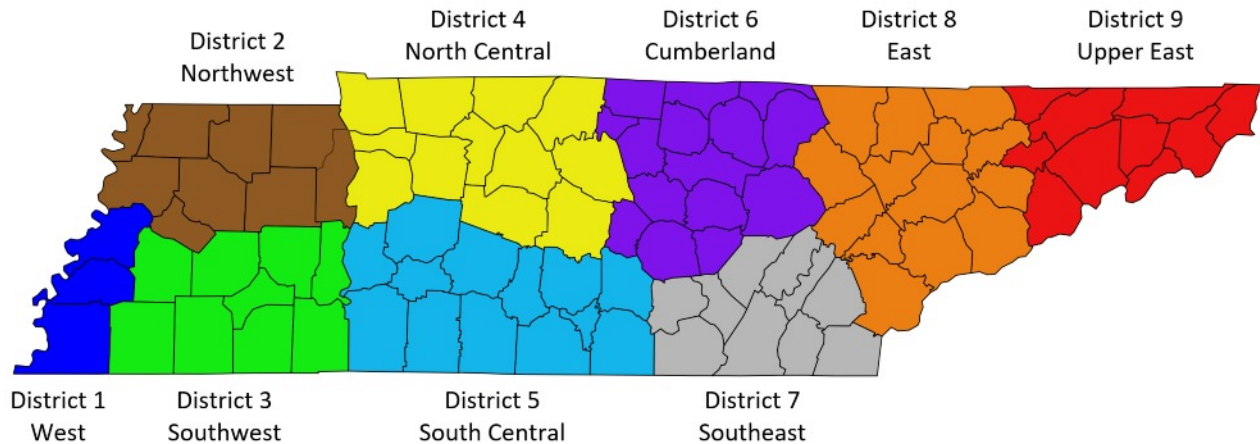 District 2
Northwest
District 4
North Central
District 6
Cumberland
District 8
East
District 9
Upper East
District 1
West
District 3
Southwest
District 5
South Central
District 7
Southeast